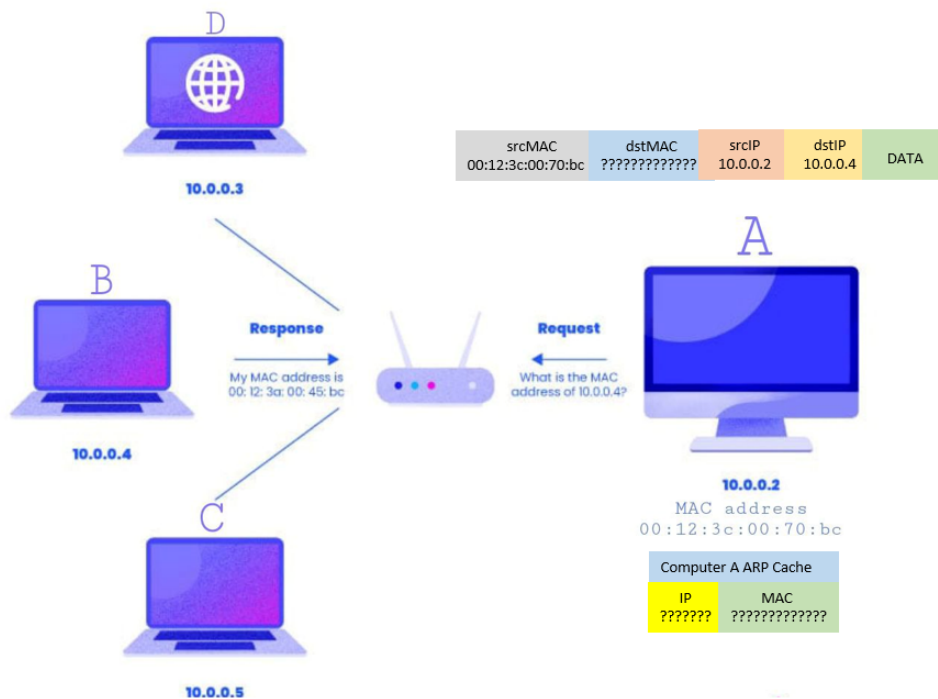 D
10.0.0.3
srcMAC
00:12:3c:00:70:bc
dstMAC
?????????????
srcIP
10.0.0.2
dstIP
10.0.0.4
DATA
B
10.0.0.4
Response
My MAC address is
00: 12: 3a: 00: 45: bc
Request
What is the MAC
address of 10.0.0.4?
A
10.0.0.2
MAC address
00:12:3c:00:70:bc
Computer A ARP Cache
IP
???????
MAC
?????????????
C
10.0.0.5